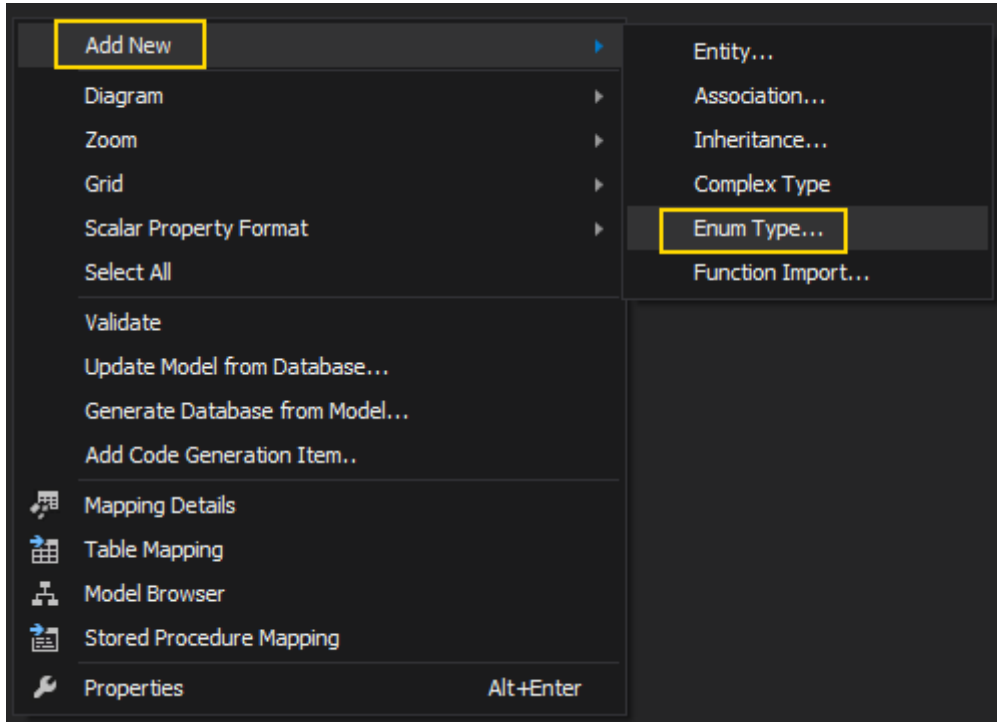 Add New
Diagram
Zoom
Grid
Scalar Property Format
Select All
Validate
Update Model from Database...
Generate Database from Model...
Add Code Generation Item..
Mapping Details
Table Mapping
Model Browser
Stored Procedure Mapping
Properties Alt+Enter
Entity...
Association...
Inheritance...
Complex Type
Enum Type...
Function Import...